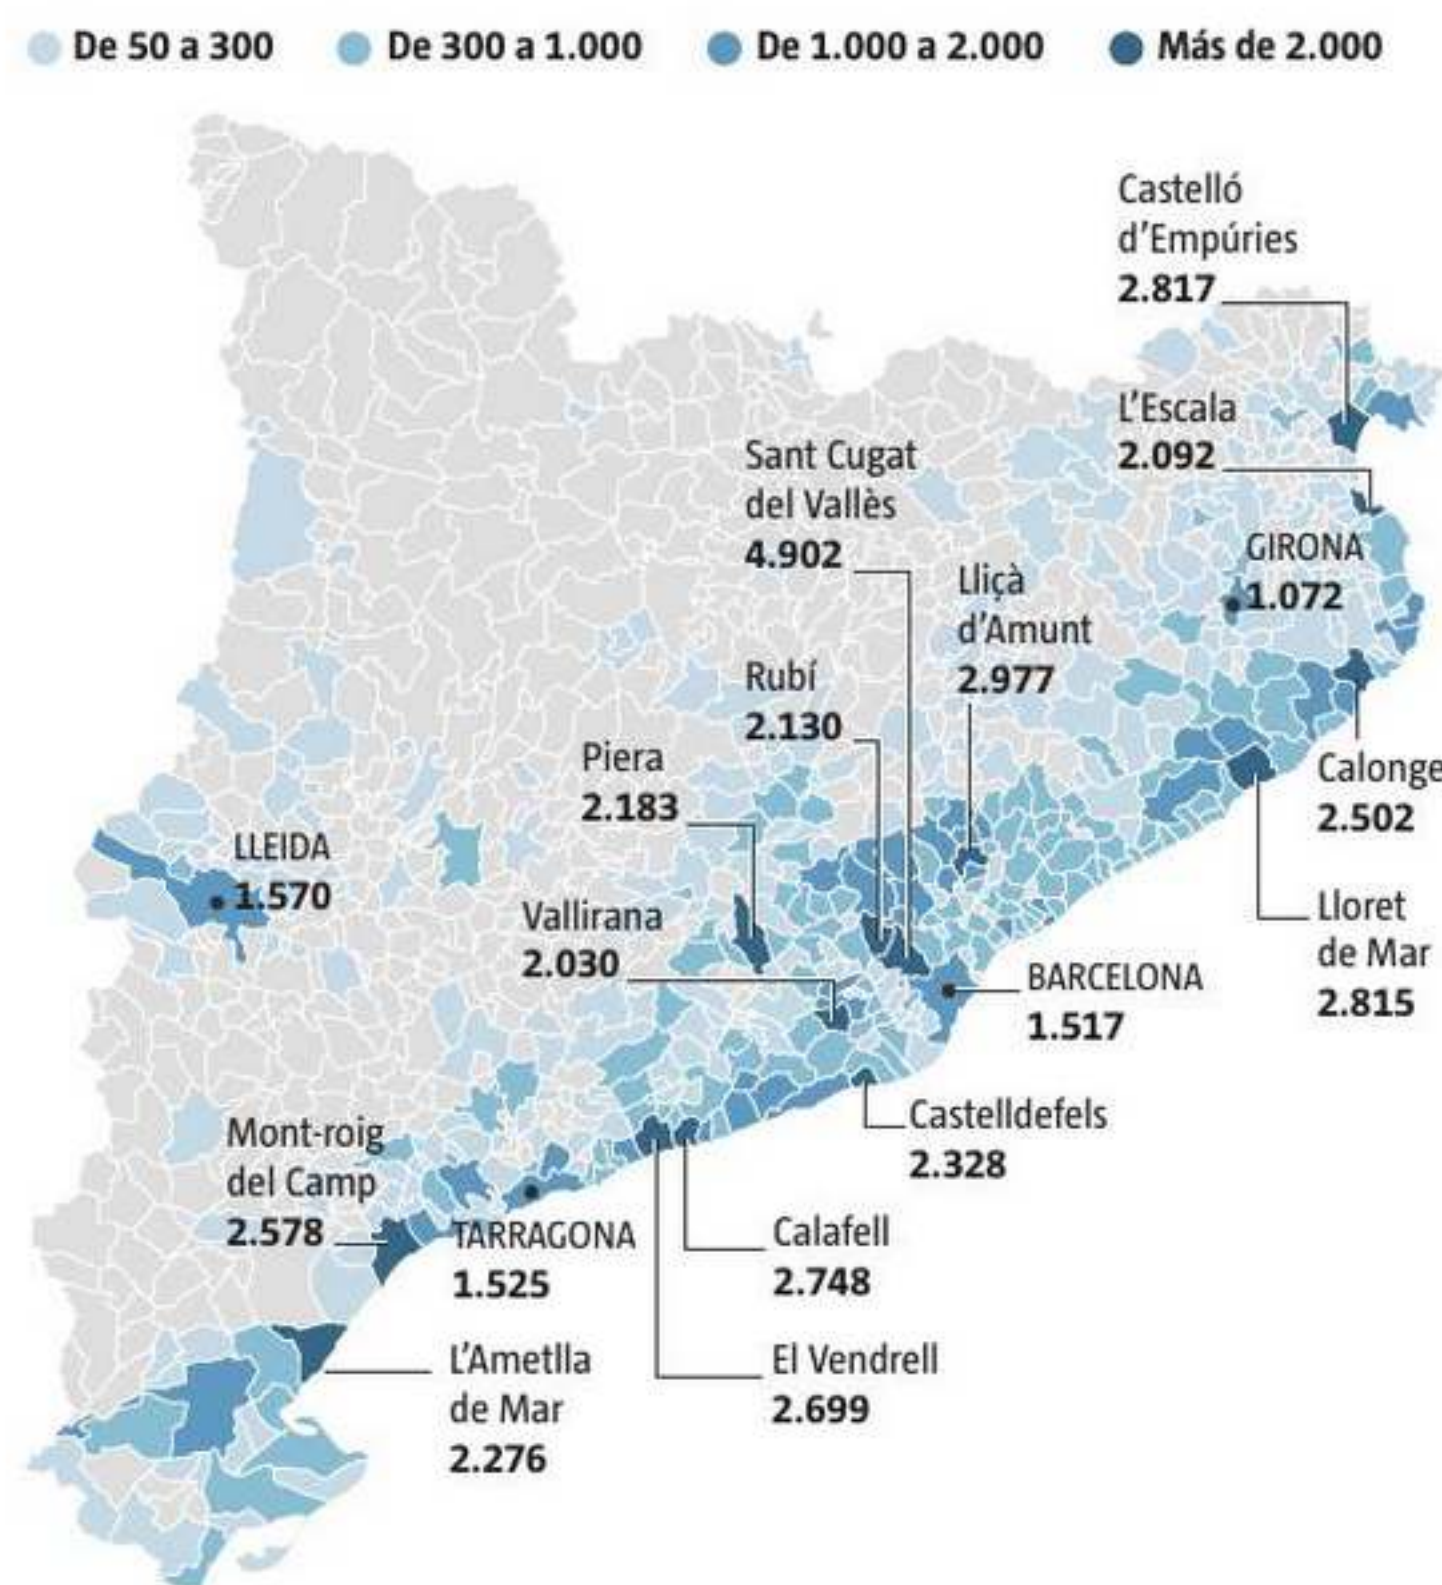 De 50 a 300
De 300 a 1.000
De 1.000 a 2.000
Más de 2.000
Castelló
d'Empúries
2.817
L'Escala
2.092
Sant Cugat
del Vallès
4.902
GIRONA
1.072
Lliçà
d'Amunt
2.977
Rubí
2.130
Piera
2.183
Calonge
2.502
LLEIDA
1.570
Vallirana
2.030
Lloret
de Mar
2.815
BARCELONA
1.517
Castelldefels
2.328
Mont-roig
del Camp
2.578
TARRAGONA
1.525
Calafell
2.748
L'Ametlla
de Mar
2.276
El Vendrell
2.699